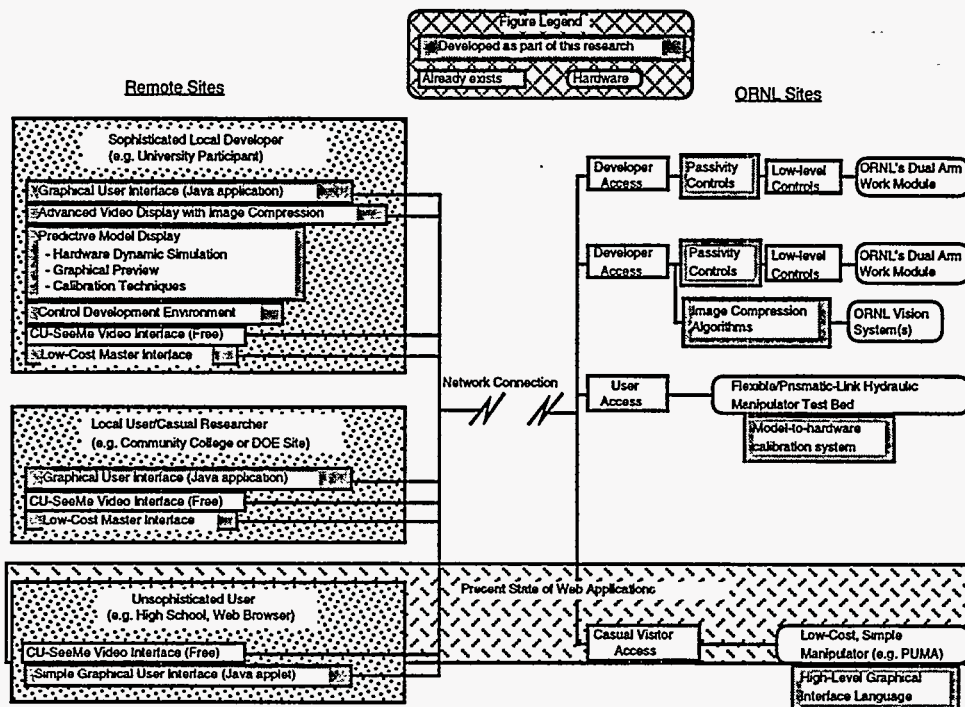 Figure Legend
Developed as part of this research
Already exists
Hardware
Remote Sites
ORNL Sites
Sophisticated Local Developer
(e.g. University Participant)
Graphical User Interface (Java application)
Advanced Video Display with Image Compression
Predictive Model Display
- Hardware Dynamic Simulation
- Graphical Preview
- Calibration Techniques
Control Development Environment
CU-SeeMe Video Interface (Free)
Low-Cost Master Interface
Local User/Casual Researcher
(e.g. Community College or DOE Site)
Graphical User Interface (Java application)
CU-SeeMe Video Interface (Free)
Low-Cost Master Interface
Unsophisticated User
(e.g. High School, Web Browser)
CU-SeeMe Video Interface (Free)
Simple Graphical User Interface (Java applet)
Network Connection
Present State of Web Applications
Developer
Access
Passivity
Controls
Low-level
Controls
ORNL's Dual Arm
Work Module
Developer
Access
Passivity
Controls
Low-level
Controls
ORNL's Dual Arm
Work Module
Image Compression
Algorithms
ORNL Vision
System(s)
User
Access
Flexible/Prismatic-Link Hydraulic
Manipulator Test Bed
Model-to-hardware
calibration system
Casual Visitor
Access
Low-Cost, Simple
Manipulator (e.g. PUMA)
High-Level Graphical
Interface Language